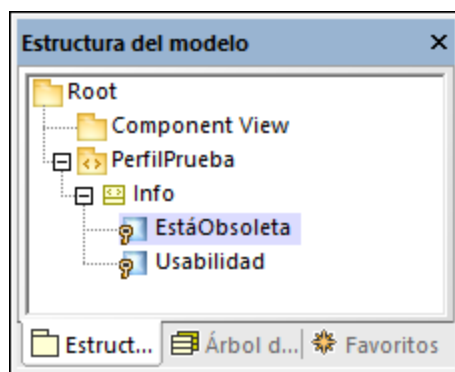 Estructura del modelo
Root
Component View
PerfilPrueba
Info
EstáObsoleta
Usabilidad
Estruct... Árbol d... Favoritos